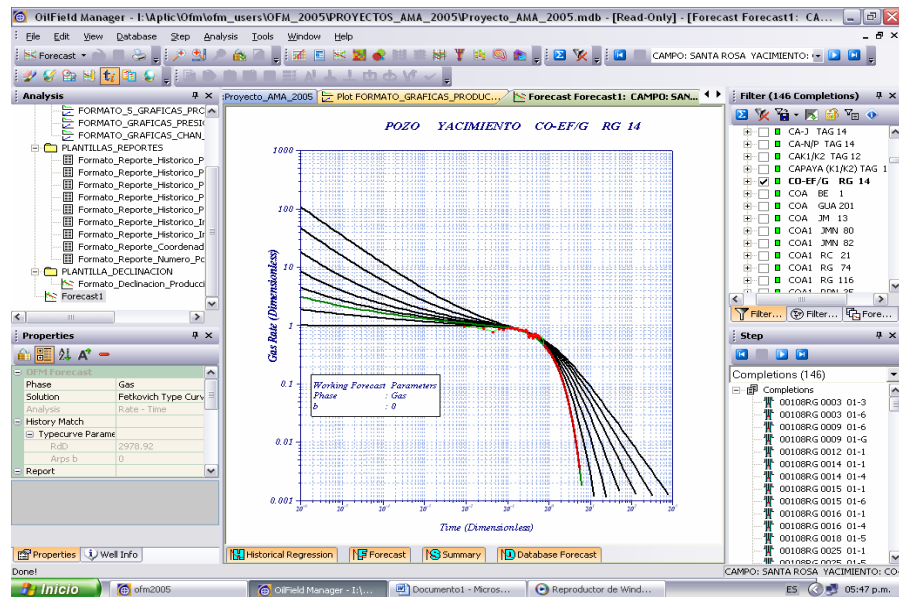 OilField Manager - I:\Aplic\Ofm\ofm_users\OFM_2005\PROYECTOS_AMA_2005\Proyecto_AMA_2005.mdb - [Read-Only] - [Forecast Forecast1: CA...
File Edit View Database Step Analysis Tools Window Help
Forecast
CAMPO: SANTA ROSA YACIMIENTO:
Analysis
FORMATO_5_GRAFICAS_PRC
FORMATO_GRAFICAS_PRESI
FORMATO_GRAFICAS_CHAN_
PLANTILLAS_REPORTES
Formato_Reporte_Historico_P
Formato_Reporte_Historico_P
Formato_Reporte_Historico_P
Formato_Reporte_Historico_P
Formato_Reporte_Historico_Ir
Formato_Reporte_Historico_Ir
Formato_Reporte_Coordenad
Formato_Reporte_Numero_Pc
PLANTILLA_DECLINACION
Formato_Declinacion_Producci
Forecast1
Properties
OFM Forecast
Phase Gas
Solution Fetkovich Type Curv
Analysis Rate - Time
History Match
Typecurve Parame
RdD 2978.92
Arps b 0
Report
Properties Well Info
:Proyecto_AMA_2005 Plot FORMATO_GRAFICAS_PRODUC... Forecast Forecast1: CAMPO: SAN...
POZO YACIMIENTO CO-EF/G RG 14
Gas Rate (Dimensionless)
1000
100
10
1
0.1
0.01
0.001
Working Forecast Parameters
Phase : Gas
b : 0
Time (Dimensionless)
Historical Regression Forecast Summary Database Forecast
Filter (146 Completions)
CA-J TAG 14
CA-N/P TAG 14
CAK1/K2 TAG 12
CAPAYA (K1/K2) TAG 1
CO-EF/G RG 14
COA BE 1
COA GUA 201
COA JM 13
COA1 JMN 80
COA1 JMN 82
COA1 RC 21
COA1 RG 74
COA1 RG 116
Filter... Filter... Fore...
Step
Completions (146)
Completions
00108RG 0003 01-3
00108RG 0003 01-6
00108RG 0009 01-6
00108RG 0009 01-G
00108RG 0012 01-1
00108RG 0014 01-1
00108RG 0014 01-4
00108RG 0015 01-1
00108RG 0015 01-6
00108RG 0016 01-1
00108RG 0016 01-4
00108RG 0018 01-5
00108RG 0025 01-1
00108RG 0025 01-5
Done!
CAMPO: SANTA ROSA YACIMIENTO: CO-
Inicio ofm2005 OilField Manager - I:\... Documento1 - Micros... Reproductor de Wind... ES 05:47 p.m.